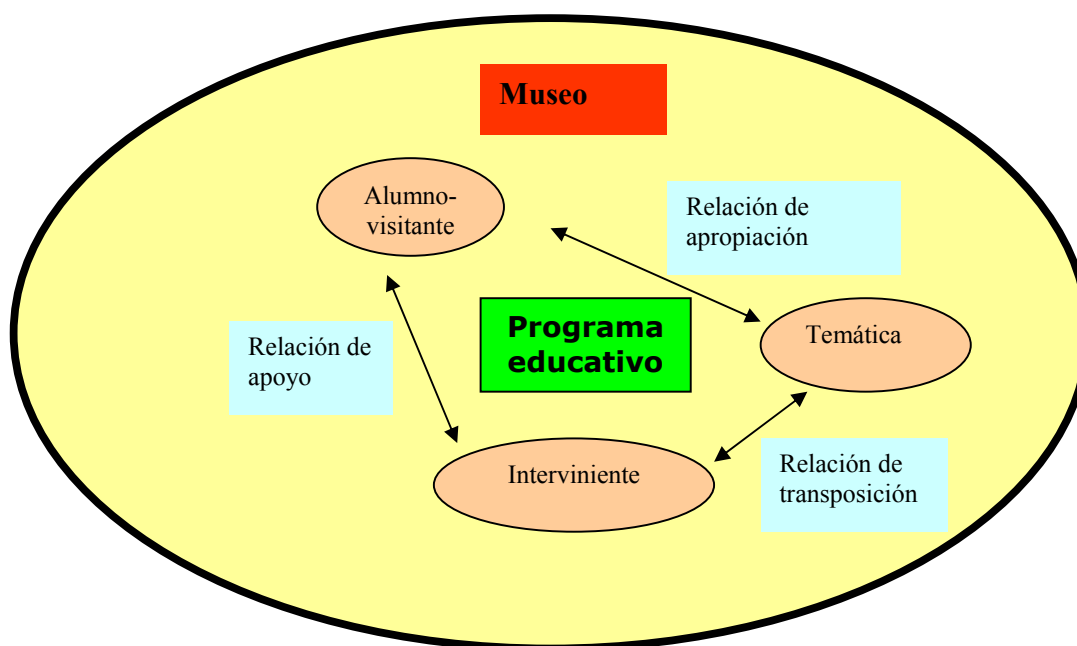 Museo
Alumno-
visitante
Relación de
apropiación
Programa
educativo
Temática
Relación de
apoyo
Interviniente
Relación de
transposición